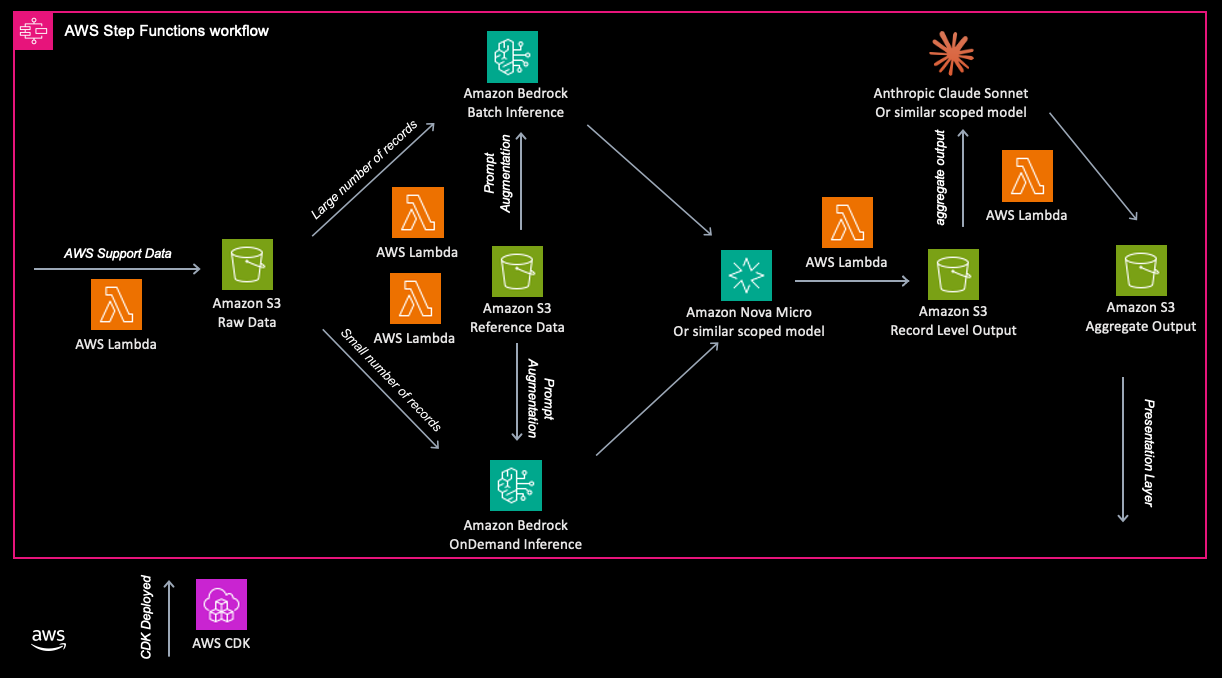 AWS Step Functions workflow
AWS Support Data
AWS Lambda
Amazon S3
Raw Data
Large number of records
Small number of records
AWS Lambda
AWS Lambda
Amazon Bedrock
Batch Inference
Prompt
Augmentation
Amazon S3
Reference Data
Prompt
Augmentation
Amazon Bedrock
OnDemand Inference
Amazon Nova Micro
Or similar scoped model
AWS Lambda
Amazon S3
Record Level Output
aggregate output
AWS Lambda
Anthropic Claude Sonnet
Or similar scoped model
Amazon S3
Aggregate Output
Presentation Layer
CDK Deployed
AWS CDK
aws